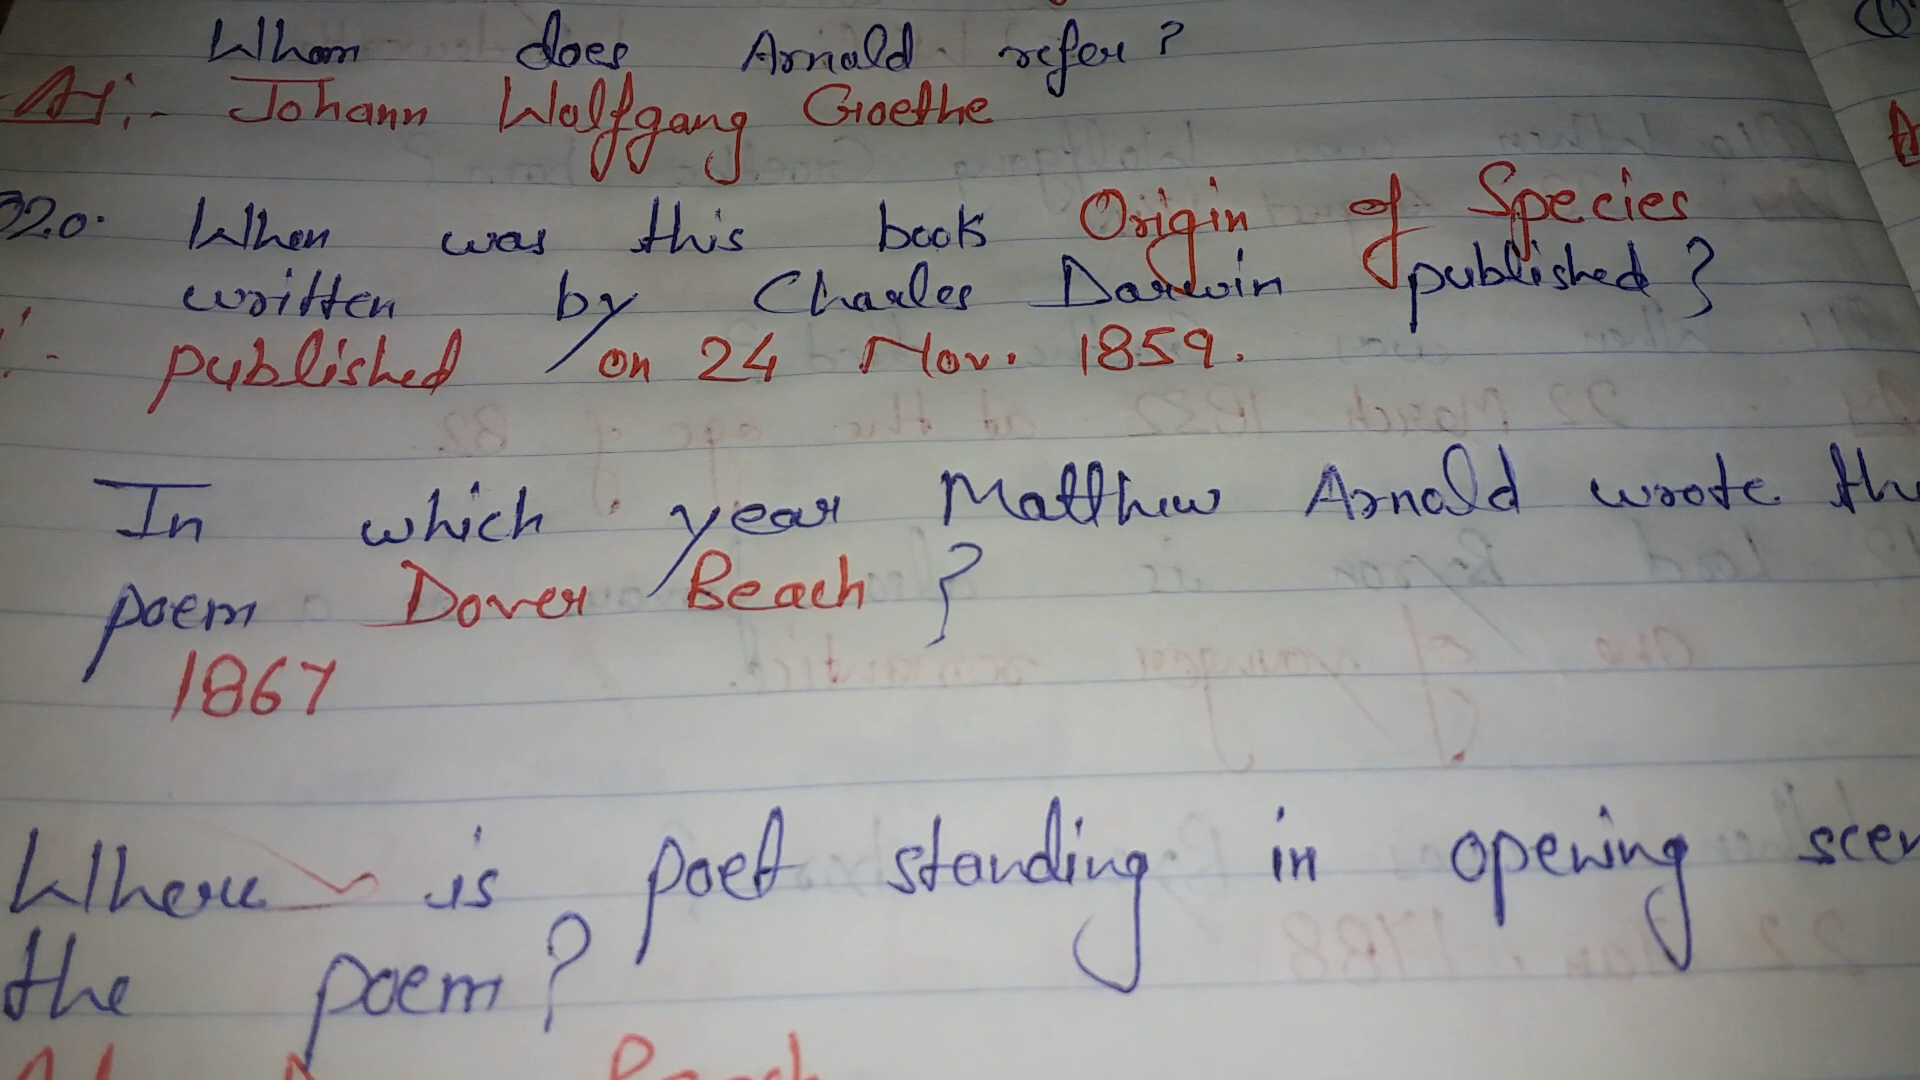 Whom does Arnold refer?
Johann Wolfgang Goethe
320. When was this book Origin of Species
written by Charles Darwin published?
published on 24 Nov. 1859.
In which year Matthew Arnold wrote the
poem Dover Beach?
1867
Where is poet standing in opening
the poem?
Beach